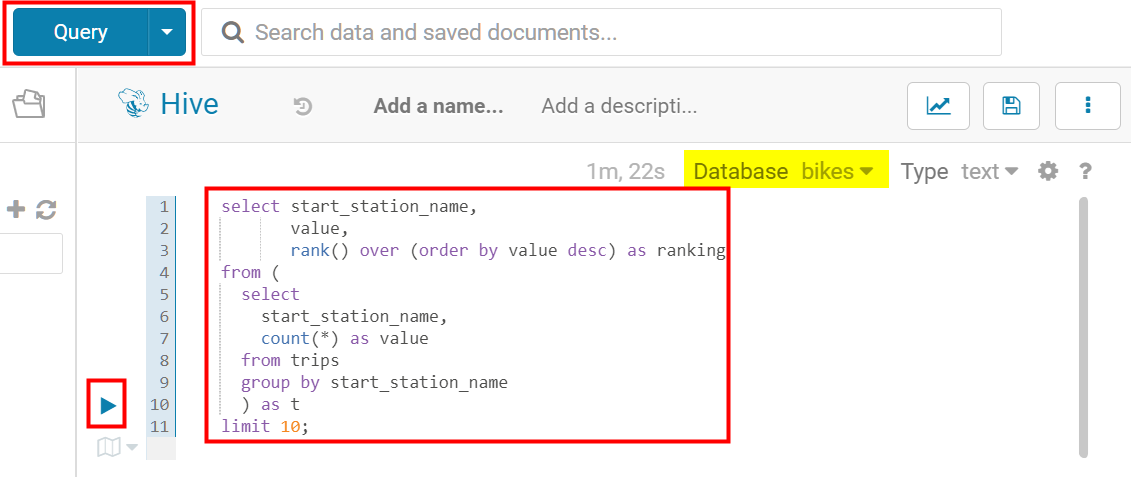 Query
Search data and saved documents...
Hive
Add a name...
Add a descripti...
1m, 22s
Database bikes
Type text
?
1 select start_station_name,
2 value,
3 rank() over (order by value desc) as ranking
4 from (
5 select
6 start_station_name,
7 count(*) as value
8 from trips
9 group by start_station_name
10 ) as t
11 limit 10;